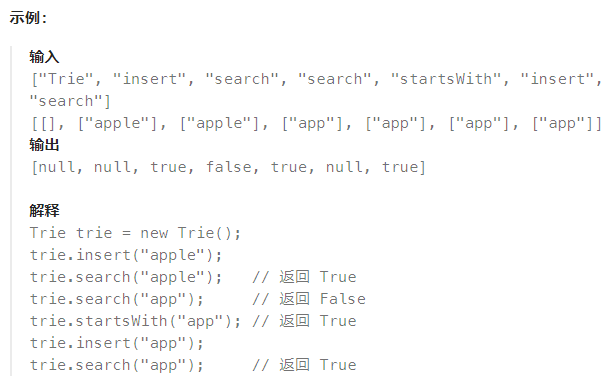 示例：
输入
["Trie", "insert", "search", "search", "startsWith", "insert",
"search"]
[[], ["apple"], ["apple"], ["app"], ["app"], ["app"], ["app"]]
输出
[null, null, true, false, true, null, true]
解释
Trie trie = new Trie();
trie.insert("apple");
trie.search("apple");   // 返回 True
trie.search("app");     // 返回 False
trie.startsWith("app"); // 返回 True
trie.insert("app");
trie.search("app");     // 返回 True